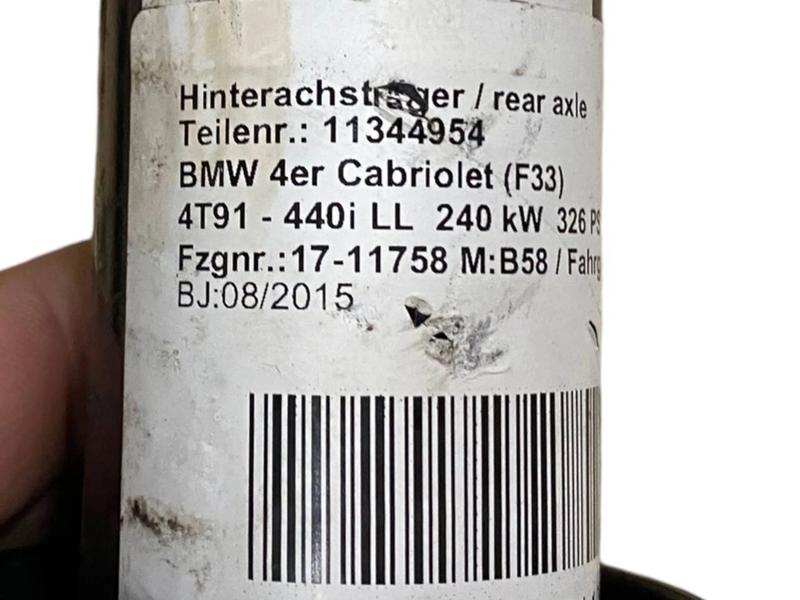 Hinterachsträger / rear axle
Teilenr.: 11344954
BMW 4er Cabriolet (F33)
4T91 - 440i LL 240 kW 326 PS
Fzgnr.:17-11758 M:B58 /
BJ:08/2015